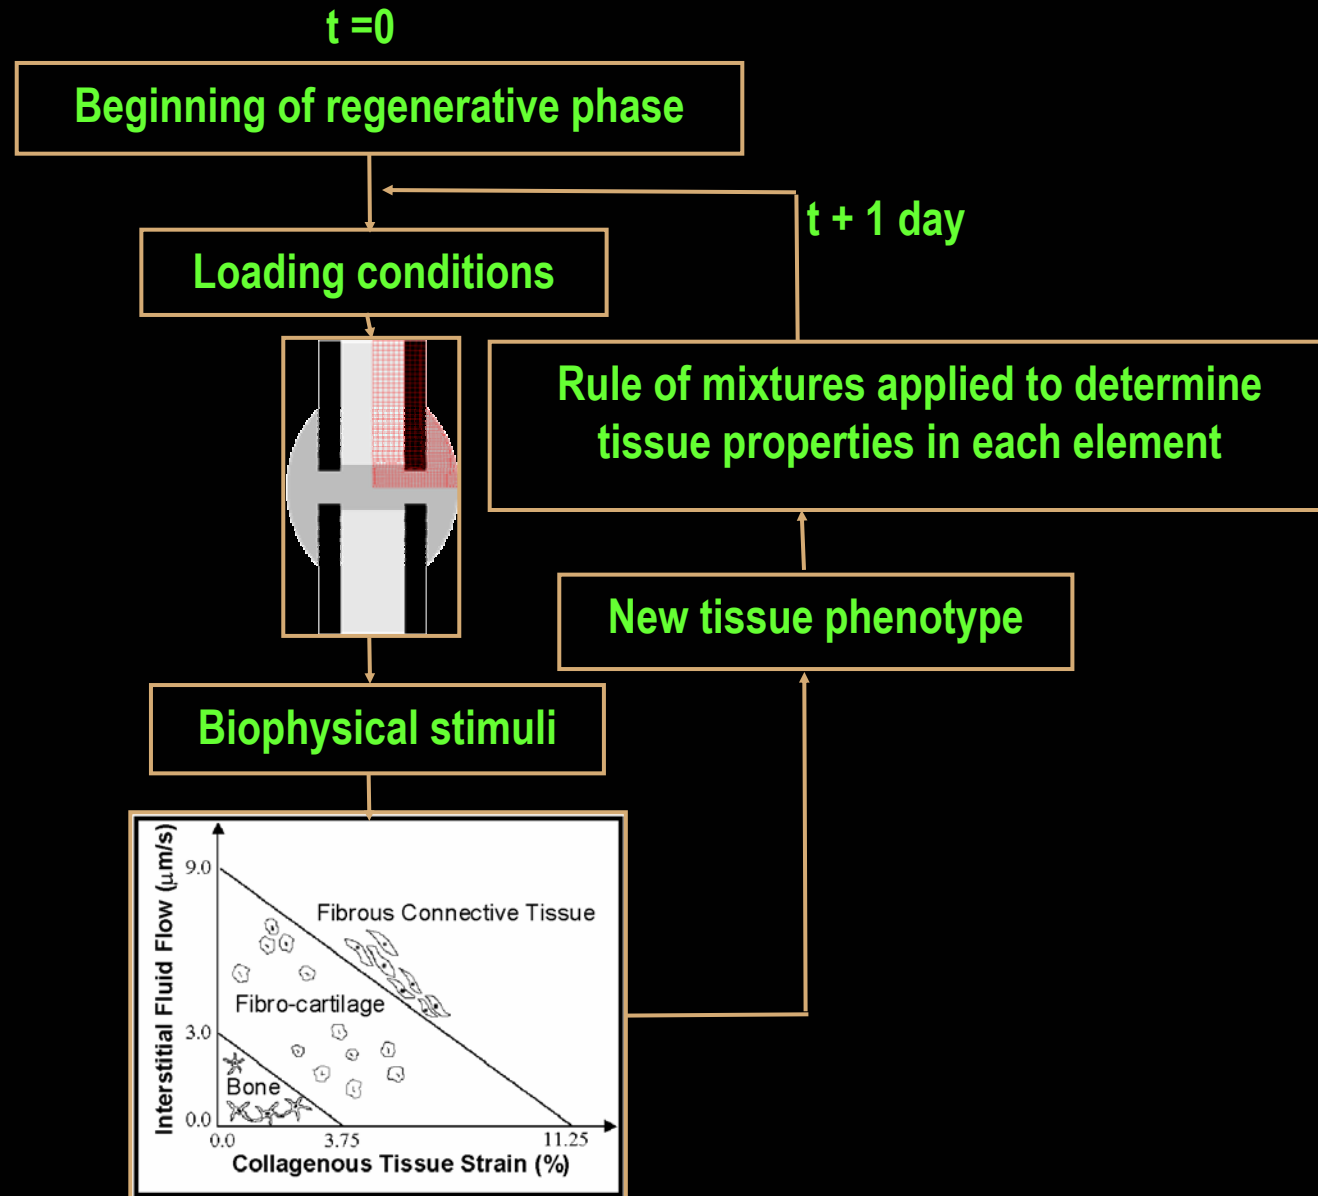 t =0
Beginning of regenerative phase
t + 1 day
Loading conditions
Rule of mixtures applied to determine
tissue properties in each element
New tissue phenotype
Biophysical stimuli
Interstitial Fluid Flow (μm/s)
9.0
Fibrous Connective Tissue
Fibro-cartilage
3.0
Bone
0.0
0.0
3.75
11.25
Collagenous Tissue Strain (%)